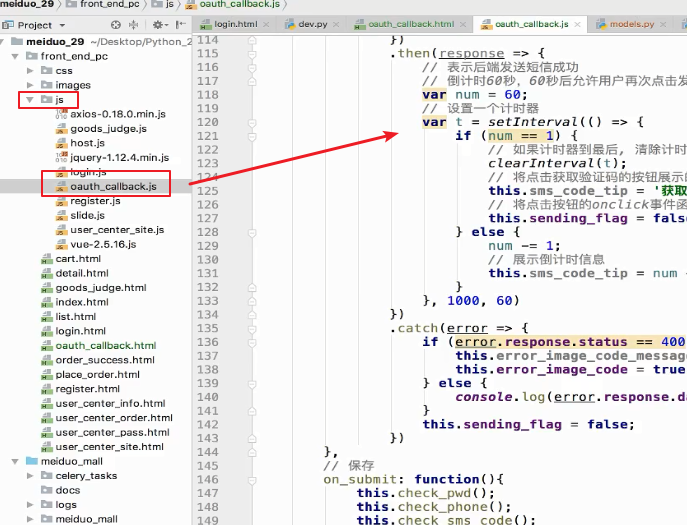 meiduo_29 〉 front_end_pc 〉 js 〉 oauth_callback.js
Project
login.html × dev.py × oauth_callback.html × oauth_callback.js × models.py ×
meiduo_29 ~/Desktop/Python_2
front_end_pc
css
images
js
axios-0.18.0.min.js
goods_judge.js
host.js
jquery-1.12.4.min.js
login.js
oauth_callback.js
register.js
slide.js
user_center_site.js
vue-2.5.16.js
cart.html
detail.html
goods_judge.html
index.html
list.html
login.html
oauth_callback.html
order_success.html
place_order.html
register.html
user_center_info.html
user_center_order.html
user_center_pass.html
user_center_site.html
meiduo_mall
celery_tasks
docs
logs
meiduo_mall
114 })
115 .then(response => {
116 // 表示后端发送短信成功
117 // 倒计时60秒，60秒后允许用户再次点击发
118 var num = 60;
119 // 设置一个计时器
120 var t = setInterval(() => {
121 if (num == 1) {
122 // 如果计时器到最后, 清除计时
123 clearInterval(t);
124 // 将点击获取验证码的按钮展示的
125 this.sms_code_tip = '获取
126 // 将点击按钮的onclick事件函
127 this.sending_flag = false
128 } else {
129 num -= 1;
130 // 展示倒计时信息
131 this.sms_code_tip = num
132 }
133 }, 1000, 60)
134 })
135 .catch(error => {
136 if (error.response.status == 400
137 this.error_image_code_messag
138 this.error_image_code = true
139 } else {
140 console.log(error.response.da
141 }
142 this.sending_flag = false;
143 })
144 },
145 // 保存
146 on_submit: function(){
147 this.check_pwd();
148 this.check_phone();
149 this.check_sms_code();